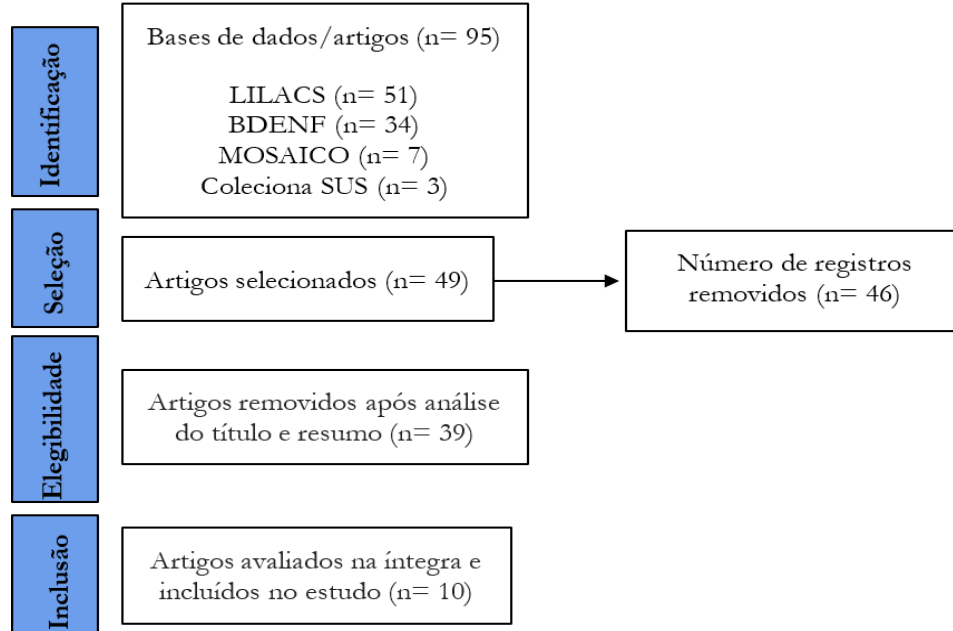 Identificação
Bases de dados/artigos (n= 95)
LILACS (n= 51)
BDENF (n= 34)
MOSAICO (n= 7)
Coleciona SUS (n= 3)
Seleção
Artigos selecionados (n= 49)
Número de registros
removidos (n= 46)
Elegibilidade
Artigos removidos após análise
do título e resumo (n= 39)
Inclusão
Artigos avaliados na íntegra e
incluídos no estudo (n= 10)